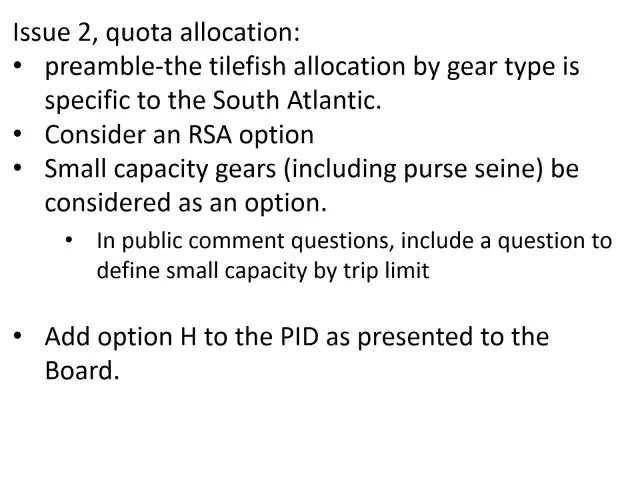 Issue 2, quota allocation:
• preamble-the tilefish allocation by gear type is
specific to the South Atlantic.
• Consider an RSA option
• Small capacity gears (including purse seine) be
considered as an option.
• In public comment questions, include a question to
define small capacity by trip limit
• Add option H to the PID as presented to the
Board.